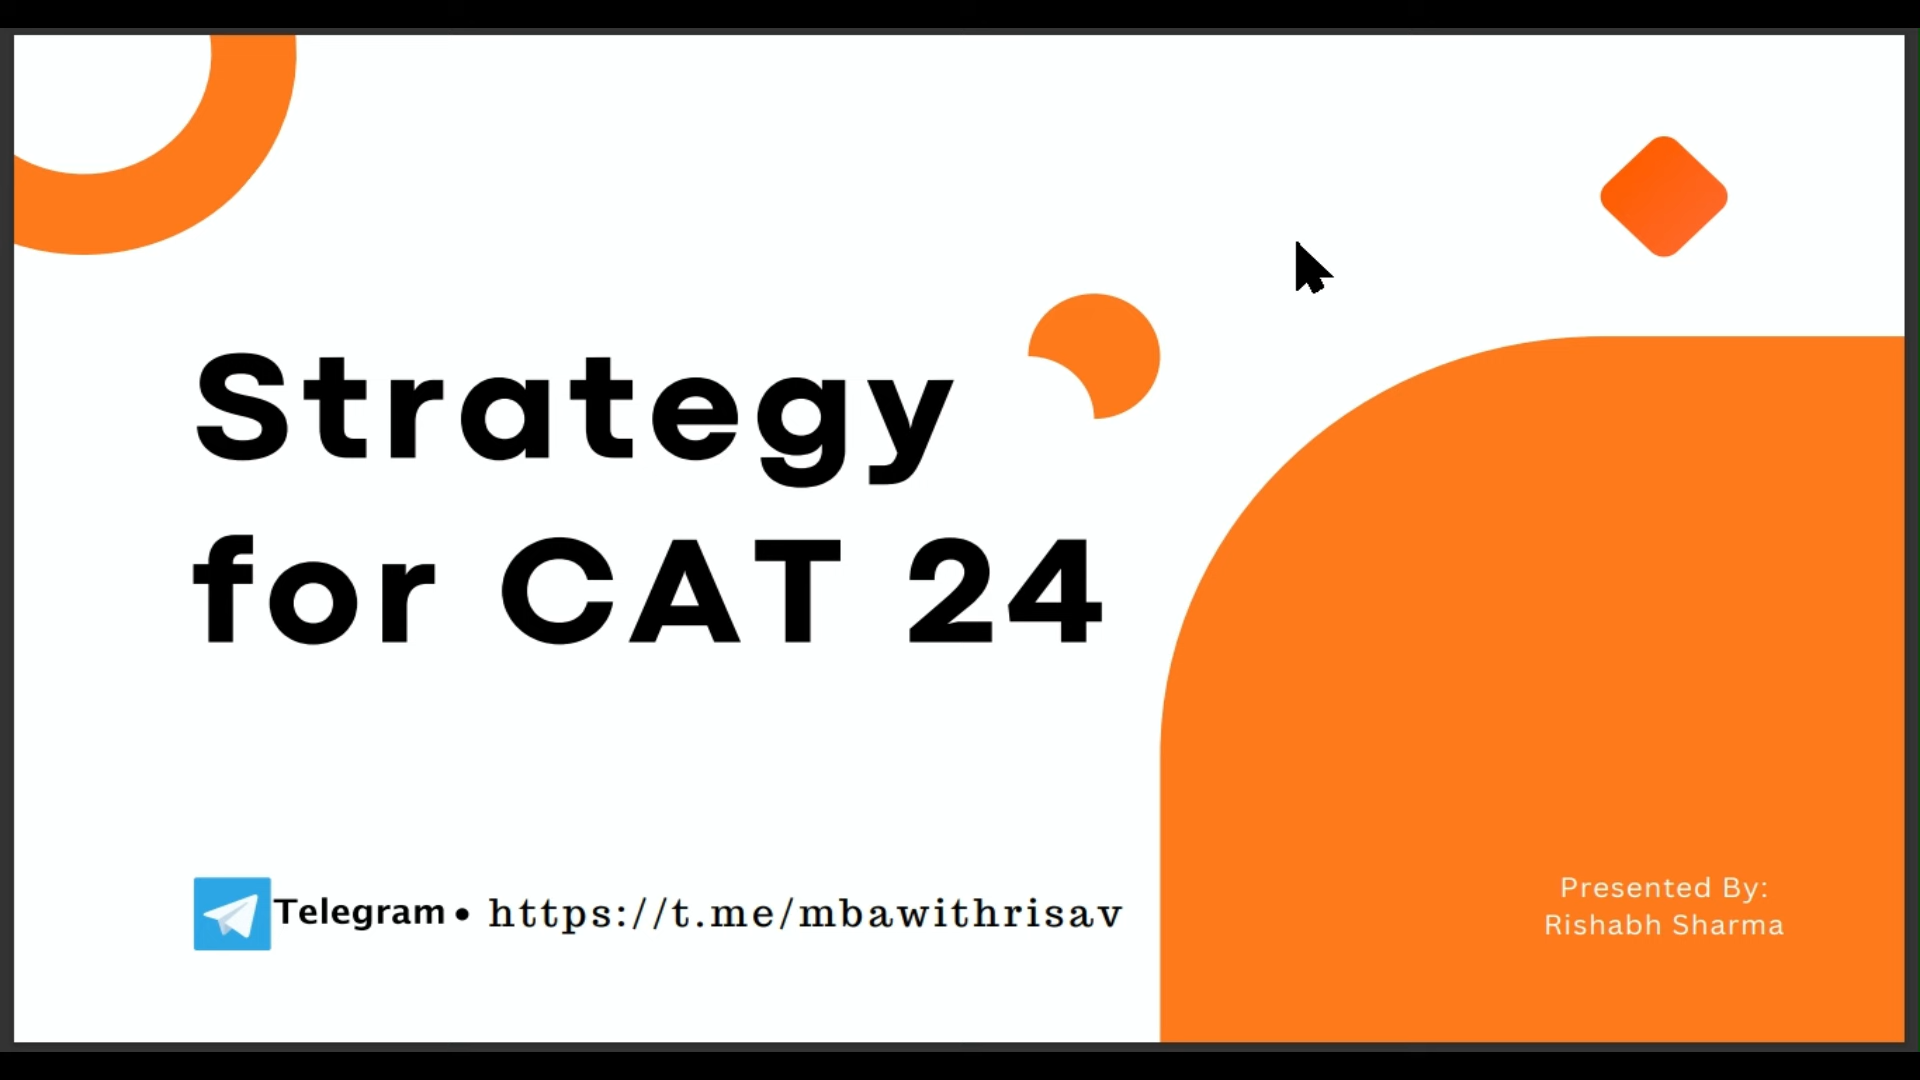 Strategy
for CAT 24
Telegram • https://t.me/mbawithrisav
Presented By:
Rishabh Sharma